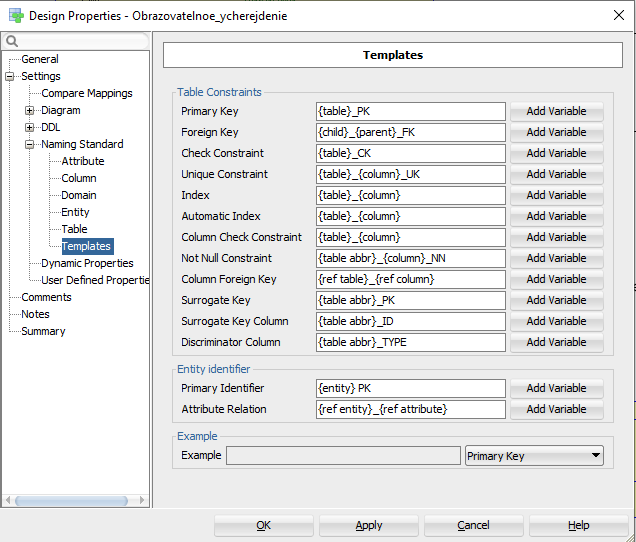 Design Properties - Obrazovatelnoe_ycherejdenie
General
Settings
Compare Mappings
Diagram
DDL
Naming Standard
Attribute
Column
Domain
Entity
Table
Templates
Dynamic Properties
User Defined Propertie
Comments
Notes
Summary
Templates
Table Constraints
Primary Key {table}_PK Add Variable
Foreign Key {child}_{parent}_FK Add Variable
Check Constraint {table}_CK Add Variable
Unique Constraint {table}_{column}_UK Add Variable
Index {table}_{column} Add Variable
Automatic Index {table}_{column} Add Variable
Column Check Constraint {table}_{column} Add Variable
Not Null Constraint {table abbr}_{column}_NN Add Variable
Column Foreign Key {ref table}_{ref column} Add Variable
Surrogate Key {table abbr}_PK Add Variable
Surrogate Key Column {table abbr}_ID Add Variable
Discriminator Column {table abbr}_TYPE Add Variable
Entity identifier
Primary Identifier {entity} PK Add Variable
Attribute Relation {ref entity}_{ref attribute} Add Variable
Example
Example Primary Key
OK Apply Cancel Help